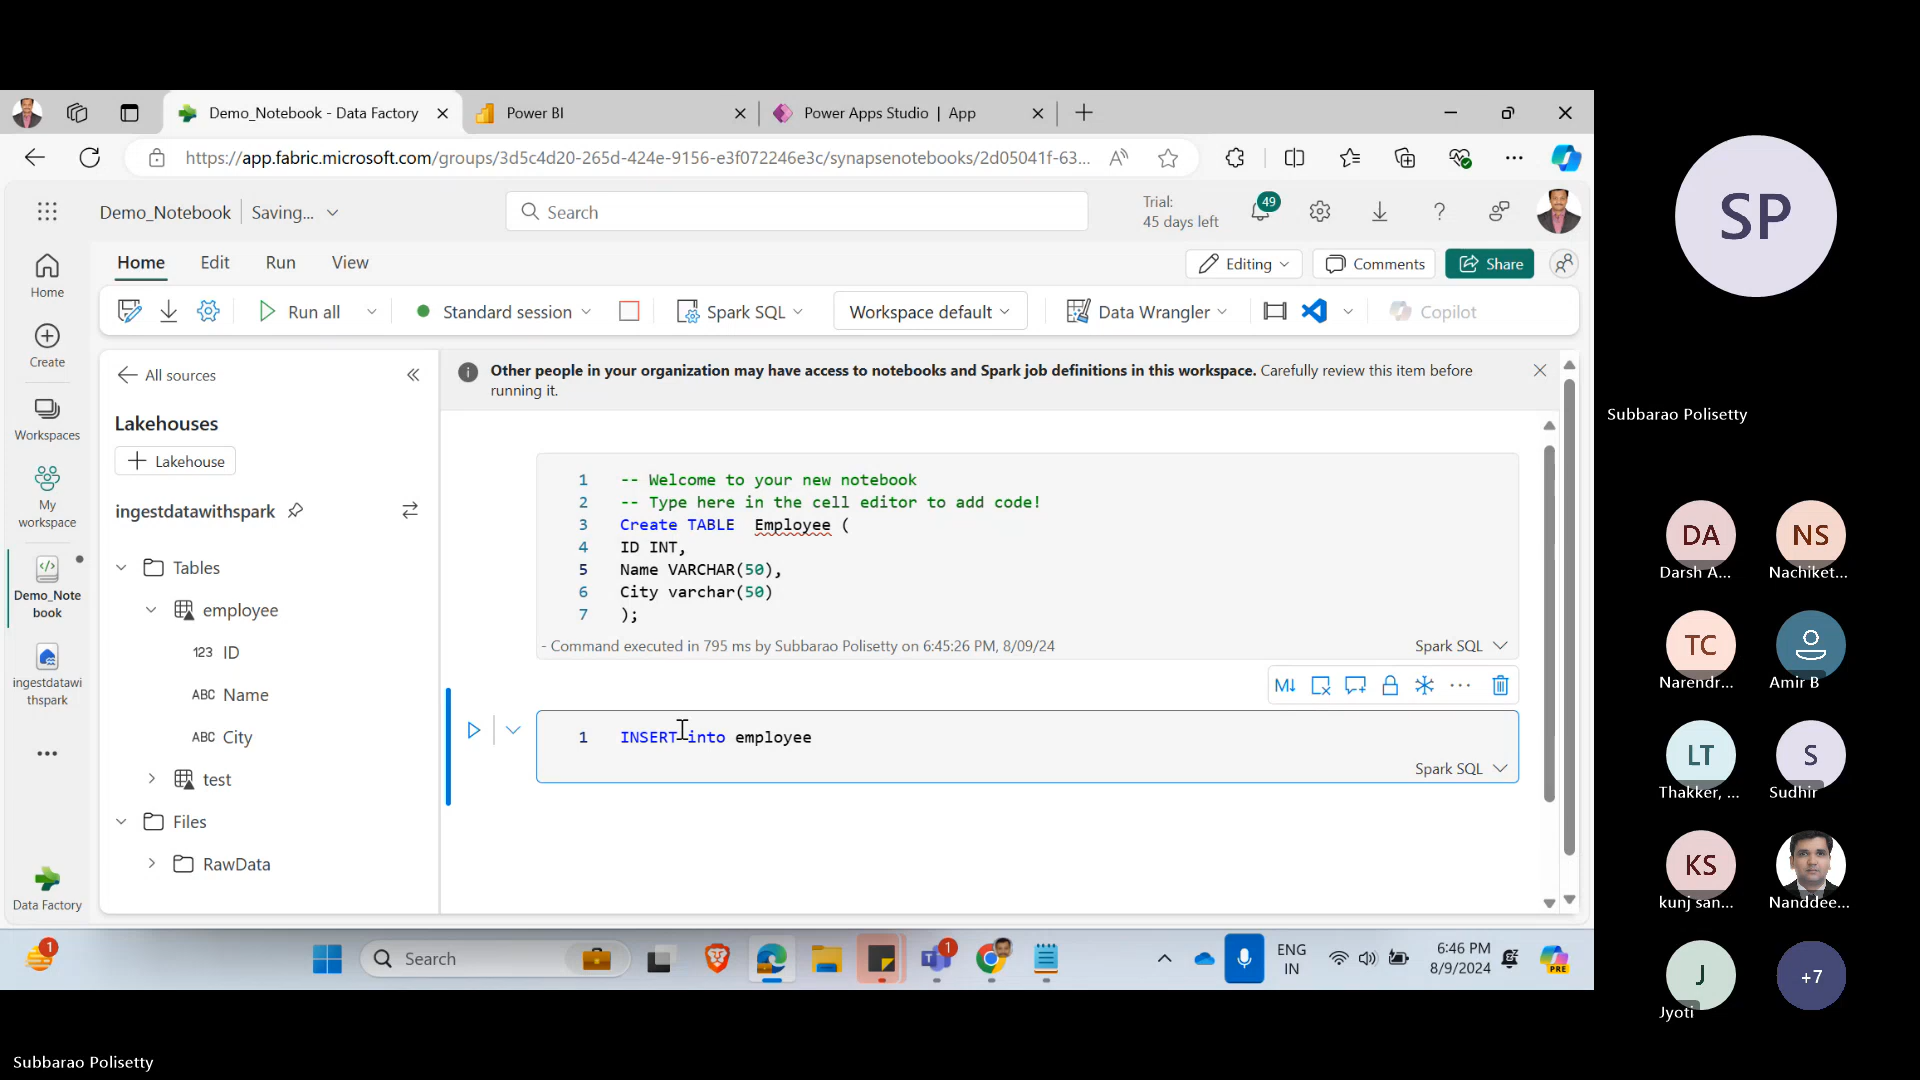 Demo_Notebook - Data Factory
Power BI
Power Apps Studio | App
https://app.fabric.microsoft.com/groups/3d5c4d20-265d-424e-9156-e3f072246e3c/synapsenotebooks/2d05041f-63...
Demo_Notebook
Saving...
Search
Trial:
45 days left
49
Home
Edit
Run
View
Editing
Comments
Share
Run all
Standard session
Spark SQL
Workspace default
Data Wrangler
Copilot
Home
Create
Workspaces
My
workspace
Demo_Note
book
ingestdatawi
thspark
Data Factory
All sources
Lakehouses
Lakehouse
ingestdatawithspark
Tables
employee
123 ID
ABC Name
ABC City
test
Files
RawData
Other people in your organization may have access to notebooks and Spark job definitions in this workspace. Carefully review this item before
running it.
1 -- Welcome to your new notebook
2 -- Type here in the cell editor to add code!
3 Create TABLE  Employee (
4 ID INT,
5 Name VARCHAR(50),
6 City varchar(50)
7 );
- Command executed in 795 ms by Subbarao Polisetty on 6:45:26 PM, 8/09/24
Spark SQL
M↓
1 INSERT into employee
Spark SQL
1
Search
1
ENG
IN
6:46 PM
8/9/2024
PRE
SP
Subbarao Polisetty
DA
Darsh A...
NS
Nachiket...
TC
Narendr...
Amir B
LT
Thakker, ...
S
Sudhir
KS
kunj san...
Nanddee...
J
Jyoti
+7
Subbarao Polisetty